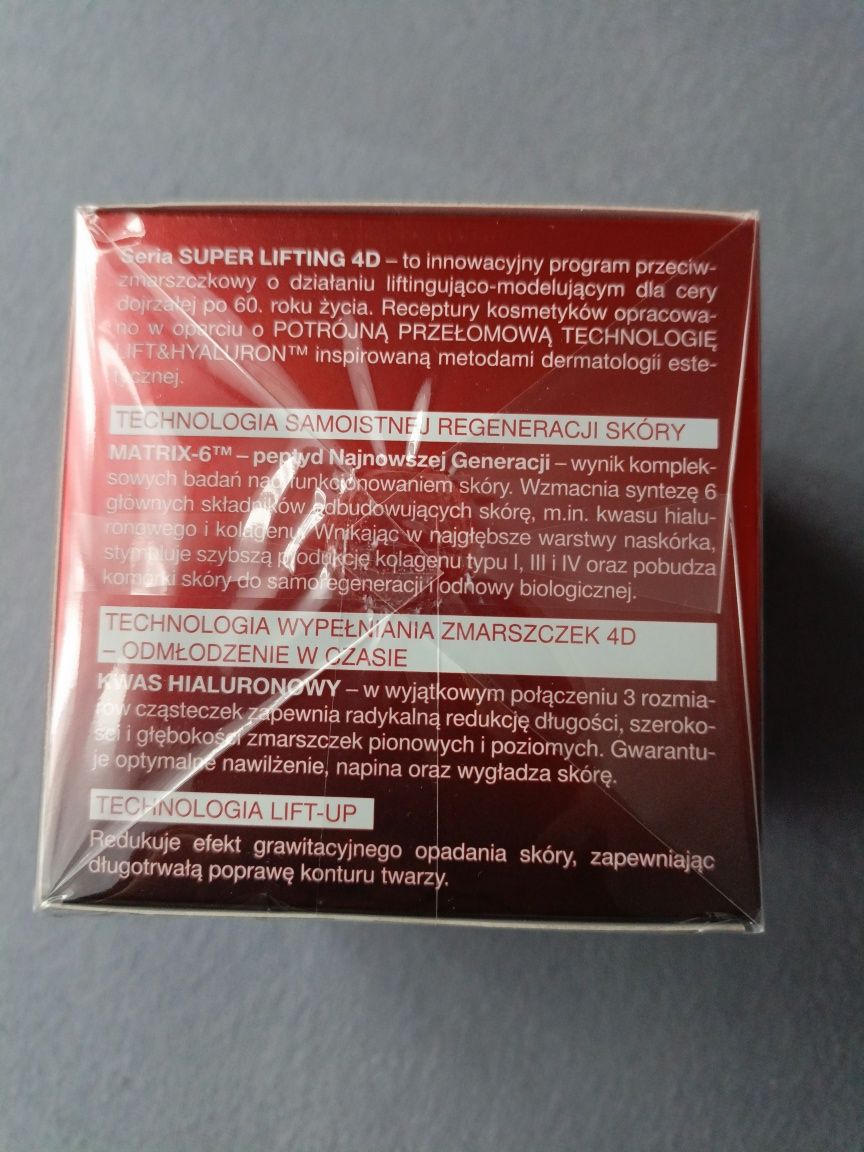 Seria SUPER LIFTING 4D – to innowacyjny program przeciw-
zmarszczkowy o działaniu liftingująco-modelującym dla cery
dojrzałej po 60. roku życia. Receptury kosmetyków opracowa-
no w oparciu o POTRÓJNĄ PRZEŁOMOWĄ TECHNOLOGIĘ
LIFT&HYALURON™ inspirowaną metodami dermatologii este-
tycznej.
TECHNOLOGIA SAMOISTNEJ REGENERACJI SKÓRY
MATRIX-6™ – peptyd Najnowszej Generacji – wynik komplek-
sowych badań nad funkcjonowaniem skóry. Wzmacnia syntezę 6
głównych składników odbudowujących skórę, m.in. kwasu hialu-
ronowego i kolagenu. Wnikając w najgłębsze warstwy naskórka,
stymuluje szybszą produkcję kolagenu typu I, III i IV oraz pobudza
komórki skóry do samoregeneracji i odnowy biologicznej.
TECHNOLOGIA WYPEŁNIANIA ZMARSZCZEK 4D
– ODMŁODZENIE W CZASIE
KWAS HIALURONOWY – w wyjątkowym połączeniu 3 rozmia-
rów cząsteczek zapewnia radykalną redukcję długości, szeroko-
ści i głębokości zmarszczek pionowych i poziomych. Gwarantu-
je optymalne nawilżenie, napina oraz wygładza skórę.
TECHNOLOGIA LIFT-UP
Redukuje efekt grawitacyjnego opadania skóry, zapewniając
długotrwałą poprawę konturu twarzy.